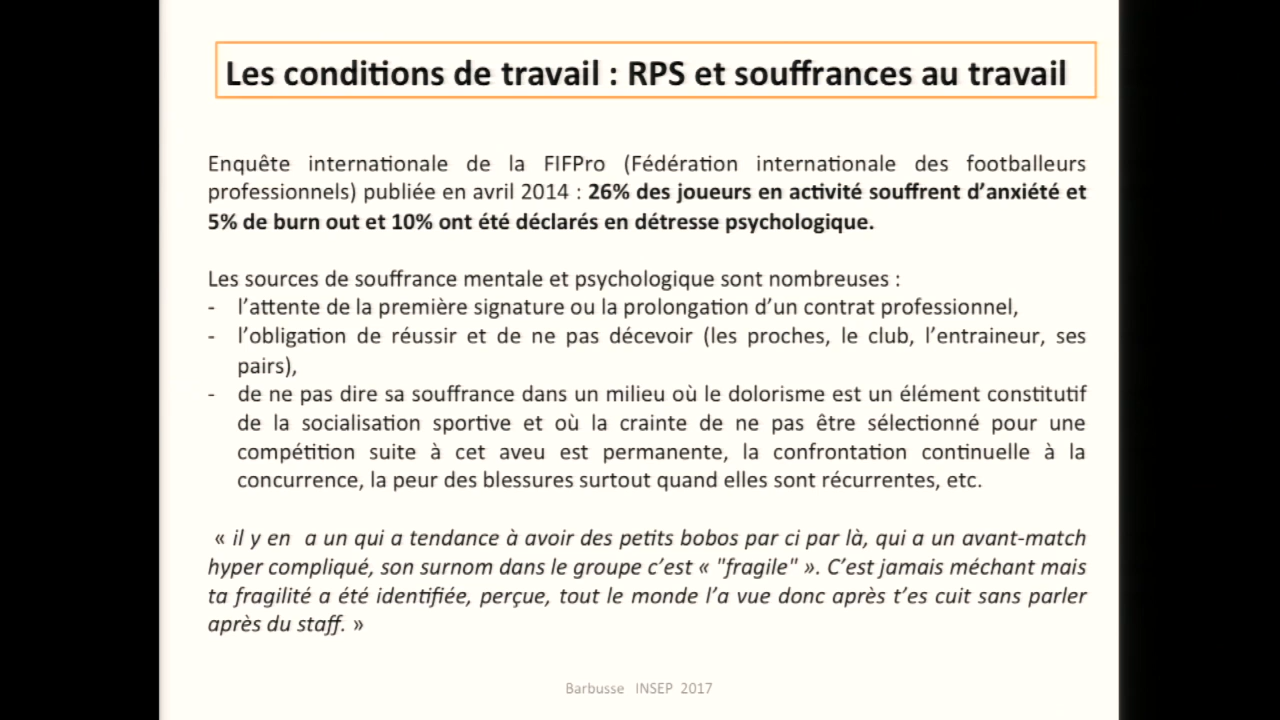 Les conditions de travail : RPS et souffrances au travail
Enquête internationale de la FIFPro (Fédération internationale des footballeurs
professionnels) publiée en avril 2014 : 26% des joueurs en activité souffrent d’anxiété et
5% de burn out et 10% ont été déclarés en détresse psychologique.
Les sources de souffrance mentale et psychologique sont nombreuses :
- l’attente de la première signature ou la prolongation d’un contrat professionnel,
- l’obligation de réussir et de ne pas décevoir (les proches, le club, l’entraineur, ses
pairs),
- de ne pas dire sa souffrance dans un milieu où le dolorisme est un élément constitutif
de la socialisation sportive et où la crainte de ne pas être sélectionné pour une
compétition suite à cet aveu est permanente, la confrontation continuelle à la
concurrence, la peur des blessures surtout quand elles sont récurrentes, etc.
« il y en a un qui a tendance à avoir des petits bobos par ci par là, qui a un avant-match
hyper compliqué, son surnom dans le groupe c’est « "fragile" ». C’est jamais méchant mais
ta fragilité a été identifiée, perçue, tout le monde l’a vue donc après t’es cuit sans parler
après du staff. »
Barbusse INSEP 2017